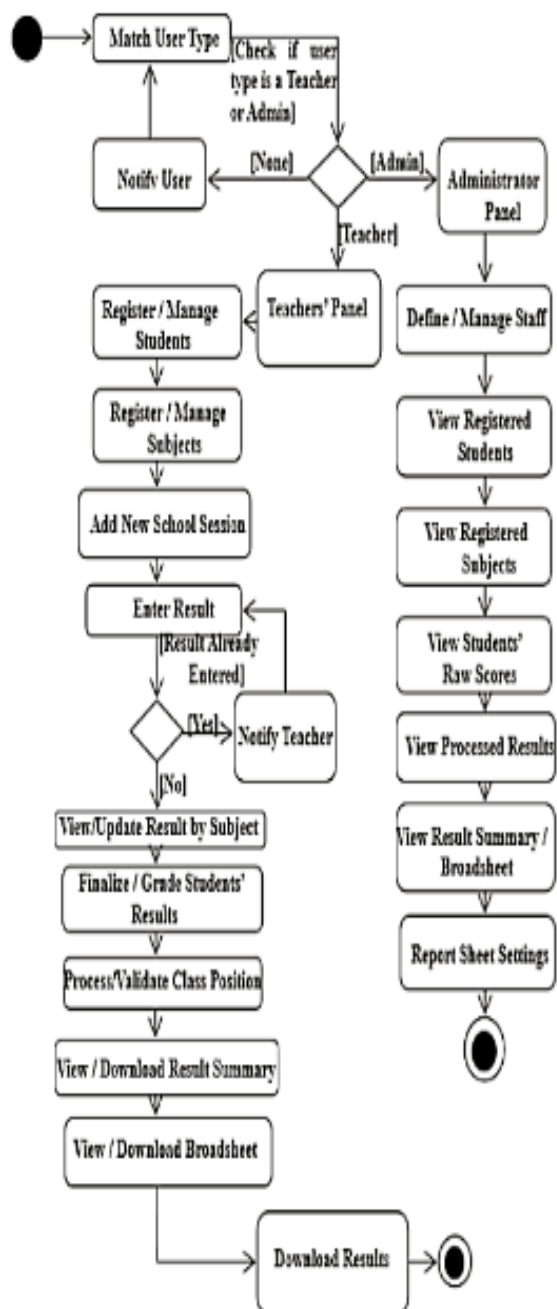 Match User Type
[Check if user
type is a Teacher
or Admin]
[None]
[Admin]
Notify User
Administrator
Panel
[Teacher]
Teachers' Panel
Register / Manage
Students
Define / Manage Staff
Register / Manage
Subjects
View Registered
Students
Add New School Session
View Registered
Subjects
Enter Result
[Result Already
Entered]
View Students'
Raw Scores
[Yes]
Notify Teacher
View Processed Results
[No]
View/Update Result by Subject
View Result Summary /
Broadsheet
Finalize / Grade Students'
Results
Report Sheet Settings
Process/Validate Class Position
View / Download Result Summary
View / Download Broadsheet
Download Results